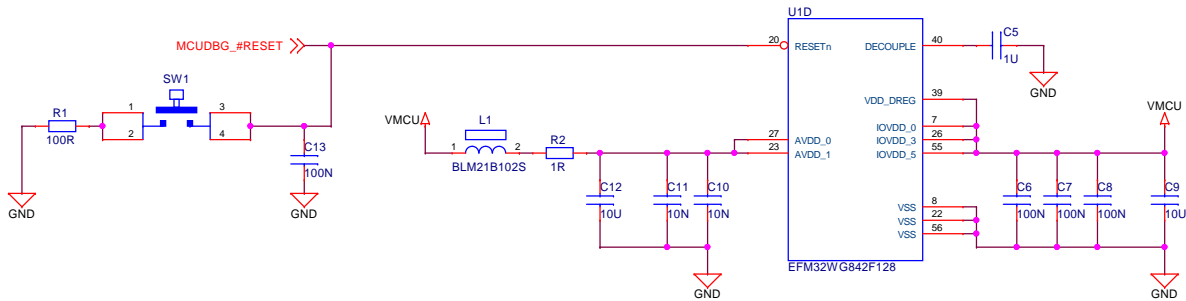 U1D
MCUDBG_#RESET
20
RESETn
DECOUPLE
40
C5
1U
GND
SW1
R1
100R
1
2
3
4
C13
100N
GND
GND
VDD_DREG
39
IOVDD_0
7
IOVDD_3
26
IOVDD_5
55
VMCU
VMCU
L1
1
2
BLM21B102S
R2
1R
27
AVDD_0
23
AVDD_1
C12
10U
C11
10N
C10
10N
GND
VSS
8
VSS
22
VSS
56
C6
100N
C7
100N
C8
100N
C9
10U
GND
EFM32WG842F128